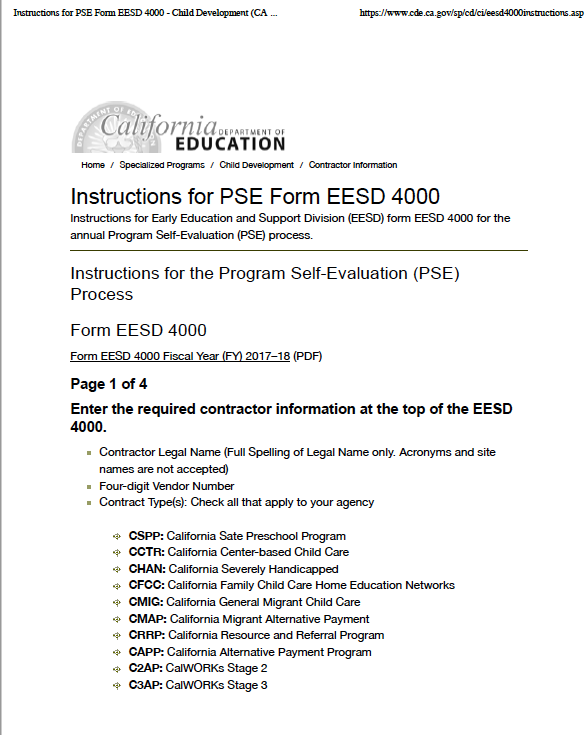 Instructions for PSE Form EESD 4000 - Child Development (CA ...
https://www.cde.ca.gov/sp/cd/ci/eesd4000instructions.asp
California DEPARTMENT OF
EDUCATION
Home / Specialized Programs / Child Development / Contractor Information
Instructions for PSE Form EESD 4000
Instructions for Early Education and Support Division (EESD) form EESD 4000 for the
annual Program Self-Evaluation (PSE) process.
Instructions for the Program Self-Evaluation (PSE)
Process
Form EESD 4000
Form EESD 4000 Fiscal Year (FY) 2017–18 (PDF)
Page 1 of 4
Enter the required contractor information at the top of the EESD
4000.
Contractor Legal Name (Full Spelling of Legal Name only. Acronyms and site
names are not accepted)
Four-digit Vendor Number
Contract Type(s): Check all that apply to your agency
CSPP: California Sate Preschool Program
CCTR: California Center-based Child Care
CHAN: California Severely Handicapped
CFCC: California Family Child Care Home Education Networks
CMIG: California General Migrant Child Care
CMAP: California Migrant Alternative Payment
CRRP: California Resource and Referral Program
CAPP: California Alternative Payment Program
C2AP: CalWORKs Stage 2
C3AP: CalWORKs Stage 3